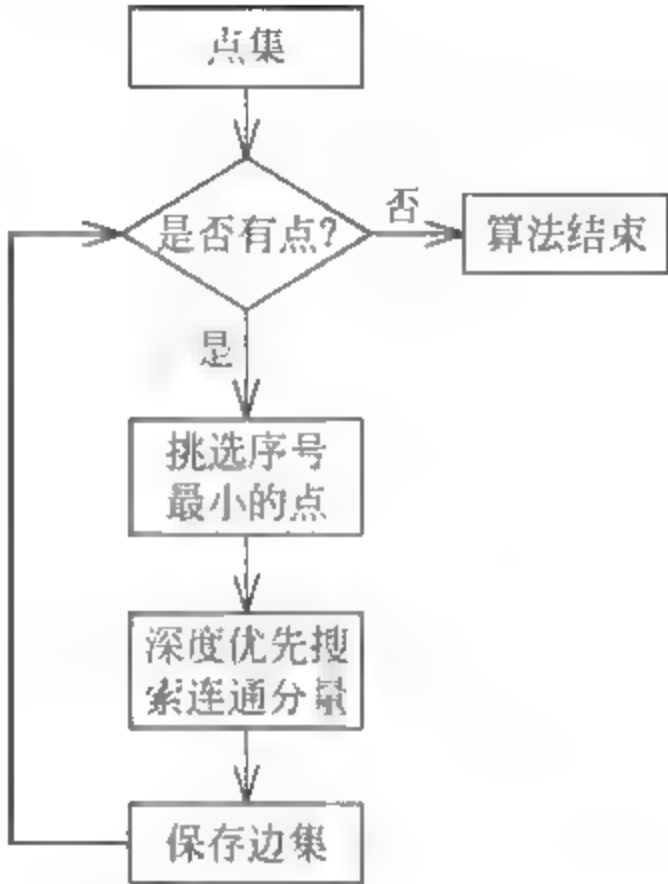 点集
是否有点?
否
算法结束
是
挑选序号
最小的点
深度优先搜
索连通分量
保存边集